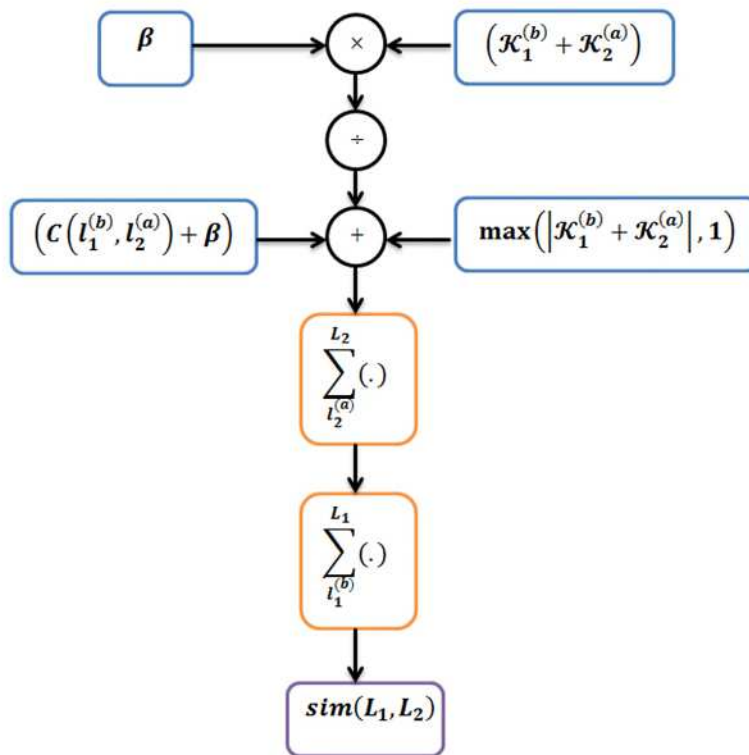 β
×
(𝒦₁⁽ᵇ⁾ + 𝒦₂⁽ᵃ⁾)
÷
(C(l₁⁽ᵇ⁾, l₂⁽ᵃ⁾) + β)
+
max(|𝒦₁⁽ᵇ⁾ + 𝒦₂⁽ᵃ⁾|, 1)
L₂
∑(.)
l₂⁽ᵃ⁾
L₁
∑(.)
l₁⁽ᵇ⁾
sim(L₁, L₂)